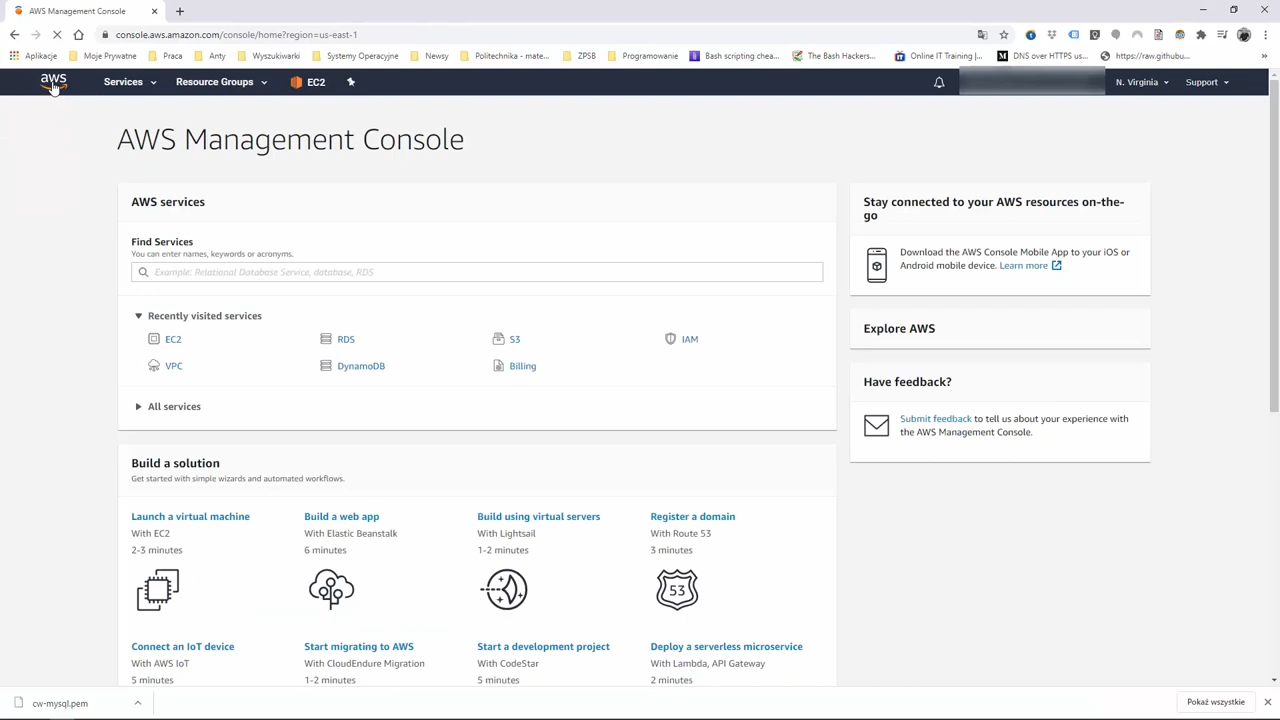 AWS Management Console
console.aws.amazon.com/console/home?region=us-east-1
Aplikacje
Moje Prywatne
Praca
Anty
Wyszukiwarki
Systemy Operacyjne
Newsy
Politechnika - mate...
ZPSB
Programowanie
Bash scripting chea...
The Bash Hackers...
Online IT Training |...
DNS over HTTPS us...
https://raw.githubu...
aws
Services
Resource Groups
EC2
N. Virginia
Support
AWS Management Console
AWS services
Find Services
You can enter names, keywords or acronyms.
Example: Relational Database Service, database, RDS
Recently visited services
EC2
RDS
S3
IAM
VPC
DynamoDB
Billing
All services
Build a solution
Get started with simple wizards and automated workflows.
Launch a virtual machine
With EC2
2-3 minutes
Build a web app
With Elastic Beanstalk
6 minutes
Build using virtual servers
With Lightsail
1-2 minutes
Register a domain
With Route 53
3 minutes
53
Connect an IoT device
With AWS IoT
5 minutes
Start migrating to AWS
With CloudEndure Migration
1-2 minutes
Start a development project
With CodeStar
5 minutes
Deploy a serverless microservice
With Lambda, API Gateway
2 minutes
Stay connected to your AWS resources on-the-
go
Download the AWS Console Mobile App to your iOS or
Android mobile device. Learn more
Explore AWS
Have feedback?
Submit feedback to tell us about your experience with
the AWS Management Console.
cw-mysql.pem
Pokaż wszystkie